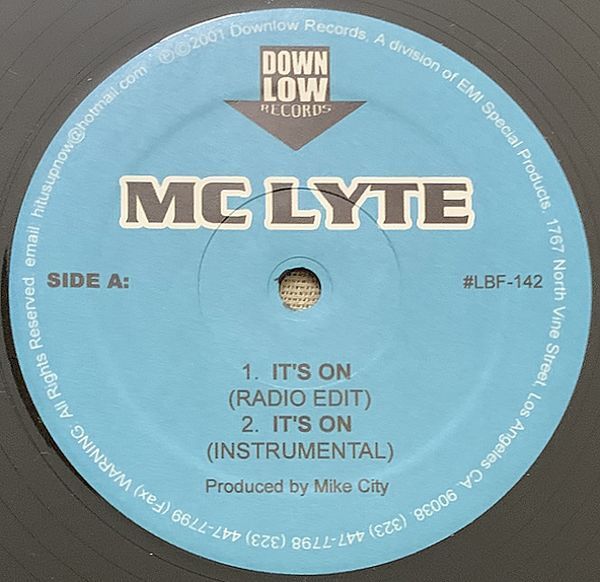 DOWN
LOW
RECORDS
MC LYTE
SIDE A:
#LBF-142
1. IT'S ON
(RADIO EDIT)
2. IT'S ON
(INSTRUMENTAL)
Produced by Mike City
℗©2001 Downlow Records. A division of EMI Special Products. 1767 North Vine Street, Los Angeles CA. 90038 (323) 447-7798 (323) 447-7799 (Fax) WARNING: All Rights Reserved. email: hitusupnow@hotmail.com